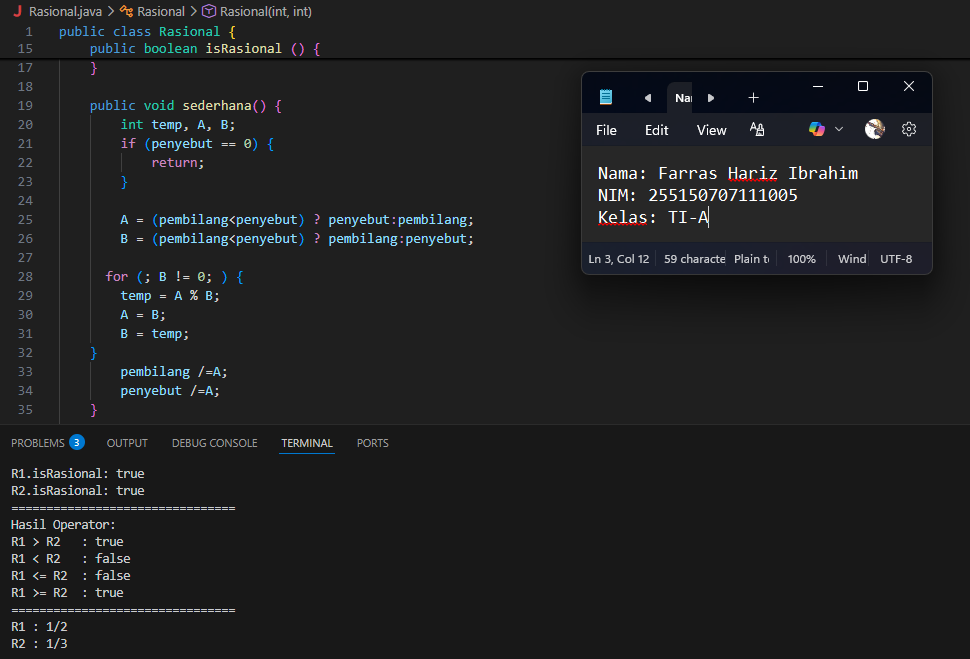 Rasional.java > Rasional > Rasional(int, int)
1 public class Rasional {
15 public boolean isRasional () {
17 }
18
19 public void sederhana() {
20 int temp, A, B;
21 if (penyebut == 0) {
22 return;
23 }
24
25 A = (pembilang<penyebut) ? penyebut:pembilang;
26 B = (pembilang<penyebut) ? pembilang:penyebut;
27
28 for (; B != 0; ) {
29 temp = A % B;
30 A = B;
31 B = temp;
32 }
33 pembilang /=A;
34 penyebut /=A;
35 }
Nar
File Edit View
Nama: Farras Hariz Ibrahim
NIM: 255150707111005
Kelas: TI-A
Ln 3, Col 12 59 characte Plain t 100% Wind UTF-8
PROBLEMS 3 OUTPUT DEBUG CONSOLE TERMINAL PORTS
R1.isRasional: true
R2.isRasional: true
================================
Hasil Operator:
R1 > R2 : true
R1 < R2 : false
R1 <= R2 : false
R1 >= R2 : true
================================
R1 : 1/2
R2 : 1/3